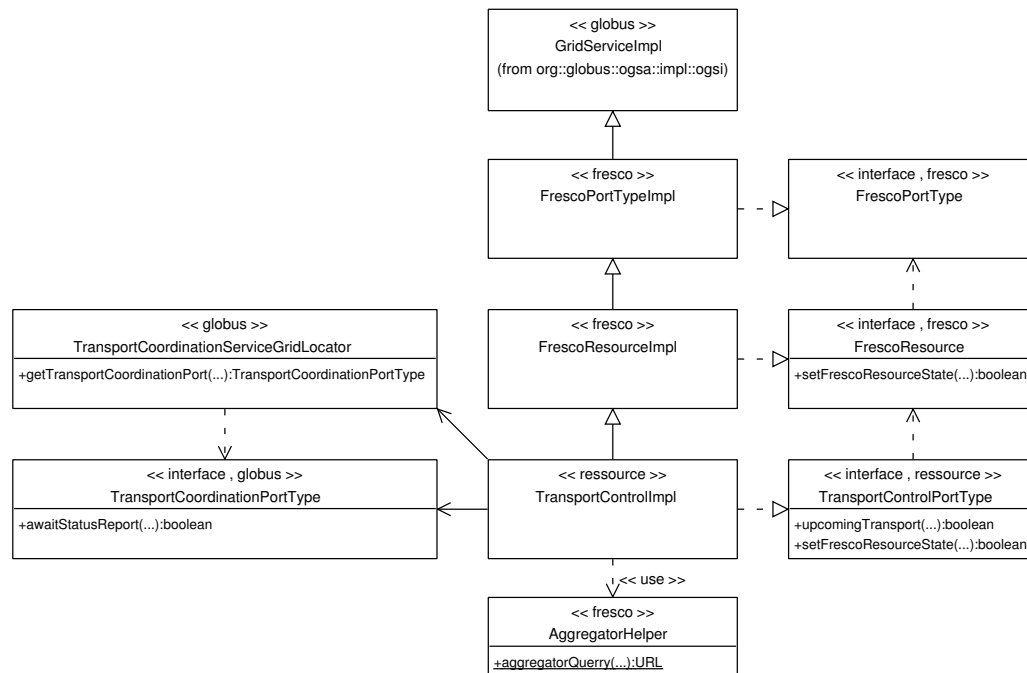 << globus >>
GridServiceImpl
(from org::globus::ogsa::impl::ogsi)
<< fresco >>
FrescoPortTypeImpl
<< interface , fresco >>
FrescoPortType
<< globus >>
TransportCoordinationServiceGridLocator
+getTransportCoordinationPort(...):TransportCoordinationPortType
<< fresco >>
FrescoResourceImpl
<< interface , fresco >>
FrescoResource
+setFrescoResourceState(...):boolean
<< interface , globus >>
TransportCoordinationPortType
+awaitStatusReport(...):boolean
<< ressource >>
TransportControlImpl
<< interface , ressource >>
TransportControlPortType
+upcomingTransport(...):boolean
+setFrescoResourceState(...):boolean
<< use >>
<< fresco >>
AggregatorHelper
+aggregatorQuerry(...):URL